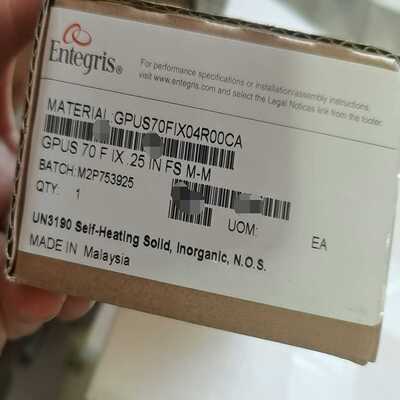 Entegris®
For performance specifications or installation/assembly instructions,
visit www.entegris.com and select the Legal Notices link from the footer.
MATERIAL:GPUS70FIX04R00CA
GPUS 70 F IX .25 IN FS M-M
BATCH:M2P753925
QTY: 1
UOM: EA
UN3190 Self-Heating Solid, Inorganic, N.O.S.
MADE IN Malaysia